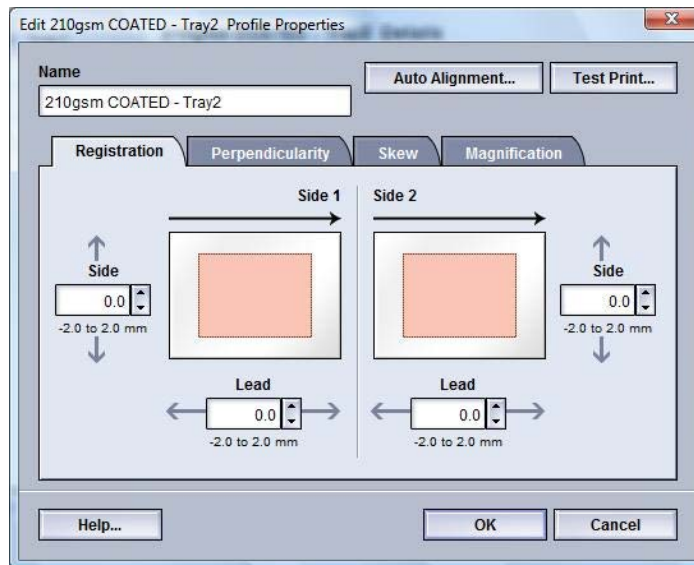 Edit 210gsm COATED - Tray2 Profile Properties
Name
Auto Alignment...
Test Print...
210gsm COATED - Tray2
Registration
Perpendicularity
Skew
Magnification
Side 1
Side 2
Side
0.0
-2.0 to 2.0 mm
Side
0.0
-2.0 to 2.0 mm
Lead
0.0
-2.0 to 2.0 mm
Lead
0.0
-2.0 to 2.0 mm
Help...
OK
Cancel